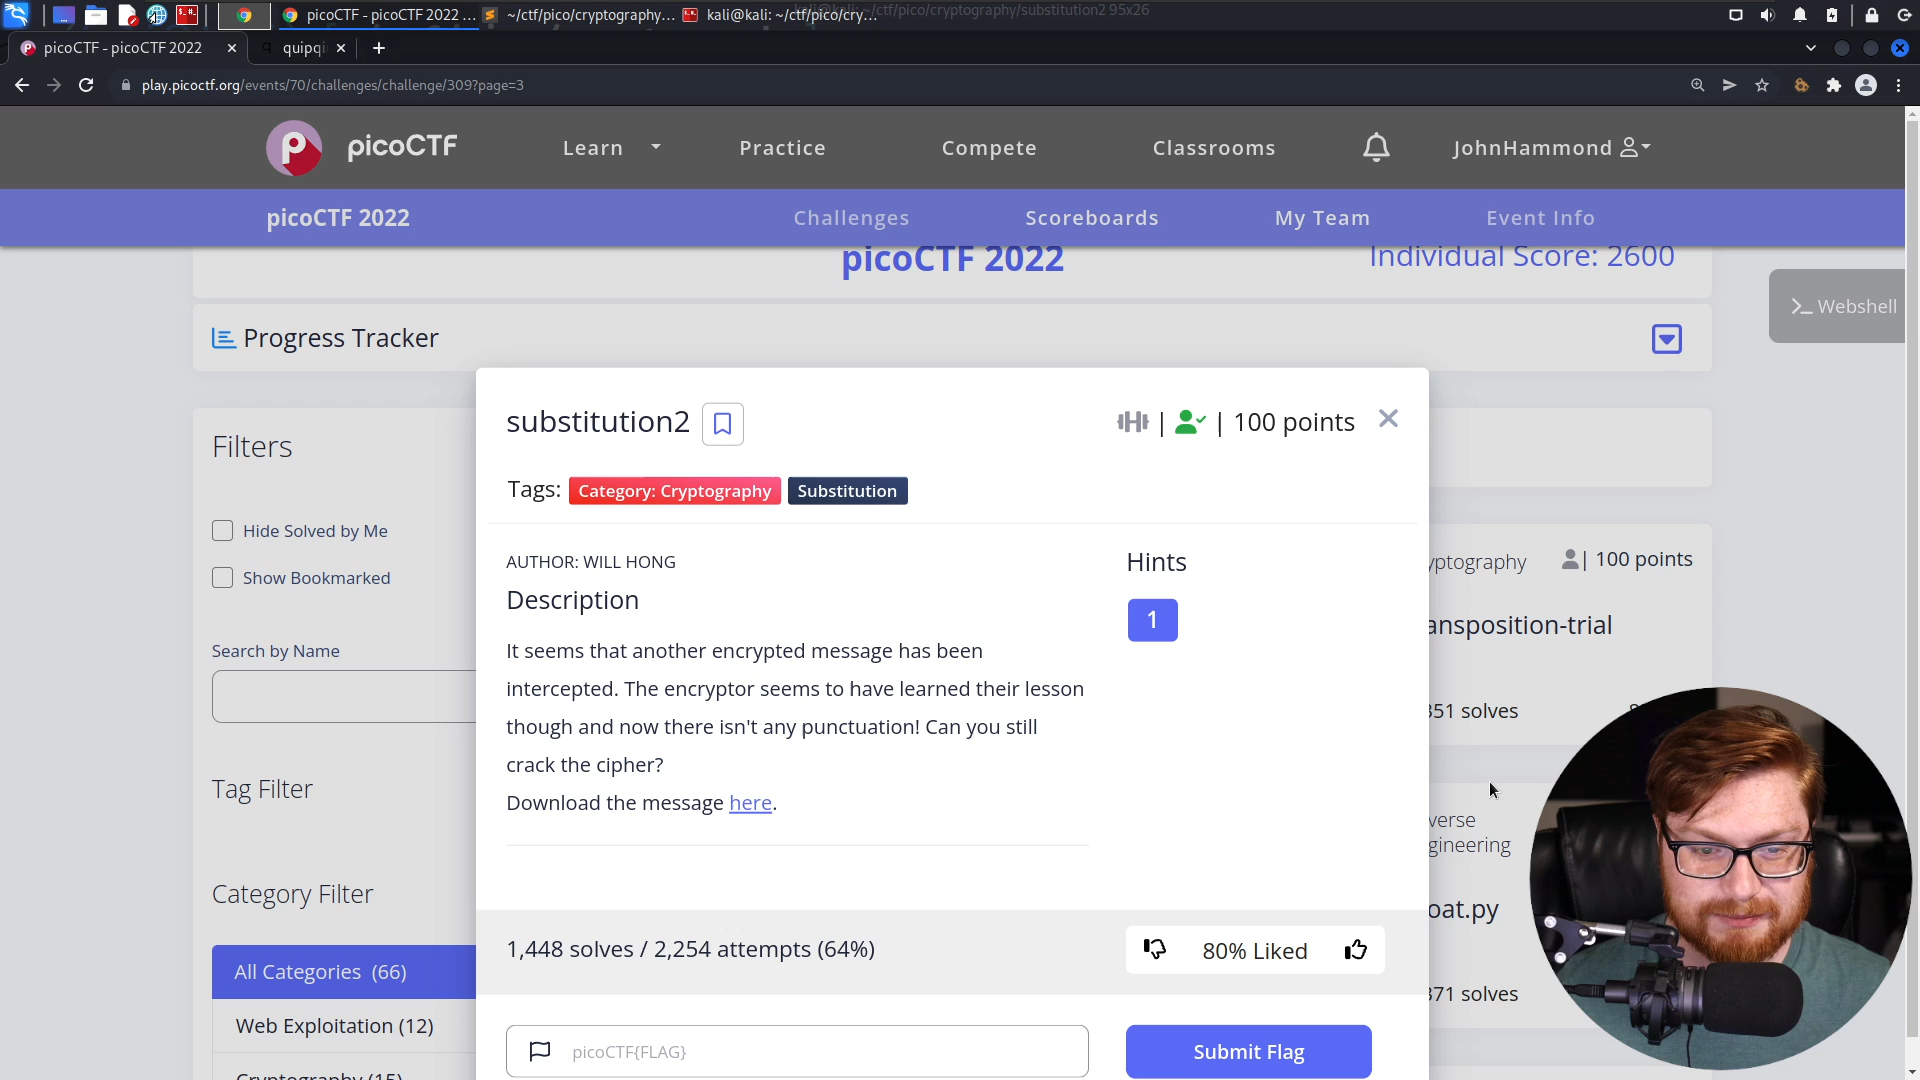 picoCTF - picoCTF 2022 ...
~/ctf/pico/cryptography...
kali@kali: ~/ctf/pico/cry...
picoCTF - picoCTF 2022
quipqi
play.picoctf.org/events/70/challenges/challenge/309?page=3
picoCTF
Learn
Practice
Compete
Classrooms
JohnHammond
picoCTF 2022
Challenges
Scoreboards
My Team
Event Info
picoCTF 2022
Individual Score: 2600
Webshell
Progress Tracker
substitution2
| | 100 points
Filters
Tags: Category: Cryptography Substitution
Hide Solved by Me
Show Bookmarked
AUTHOR: WILL HONG
Hints
yptography
| 100 points
Description
1
ansposition-trial
It seems that another encrypted message has been
intercepted. The encryptor seems to have learned their lesson
though and now there isn't any punctuation! Can you still
crack the cipher?
Download the message here.
Search by Name
351 solves
Tag Filter
verse
gineering
Category Filter
oat.py
1,448 solves / 2,254 attempts (64%)
80% Liked
All Categories (66)
371 solves
Web Exploitation (12)
picoCTF{FLAG}
Submit Flag
Cryptography (15)